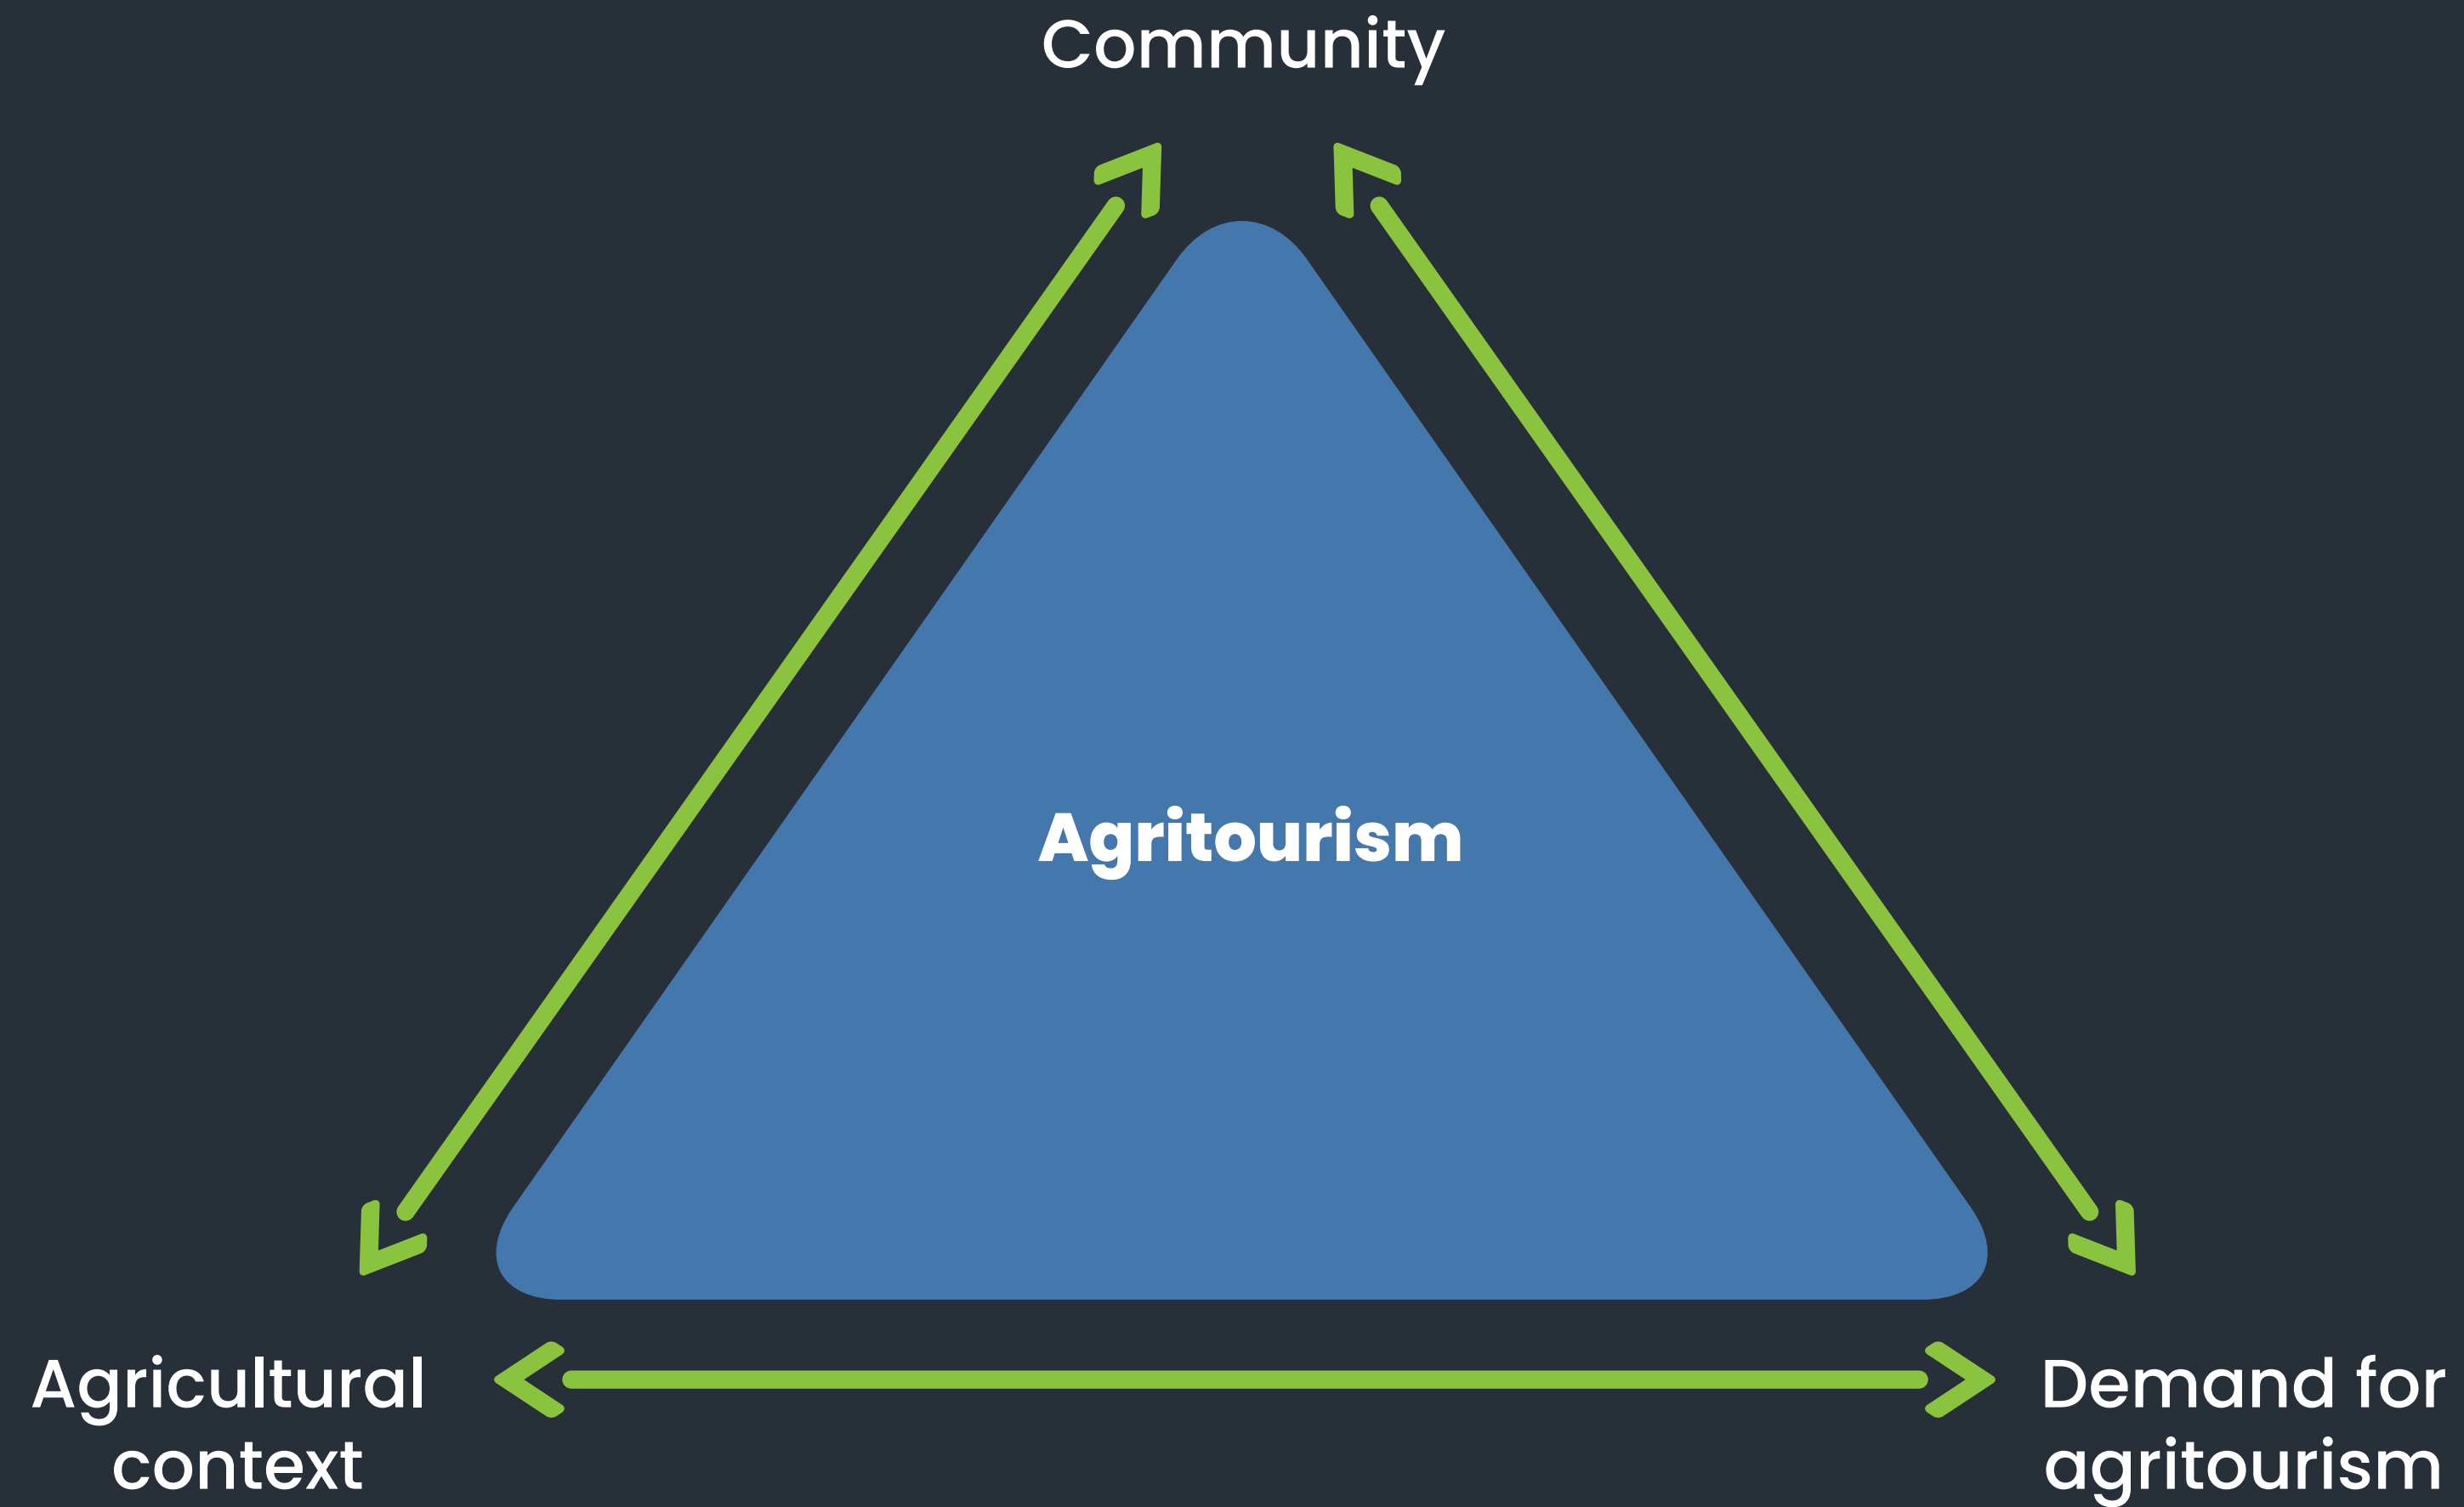 Community
Agritourism
Agricultural
context
Demand for
agritourism